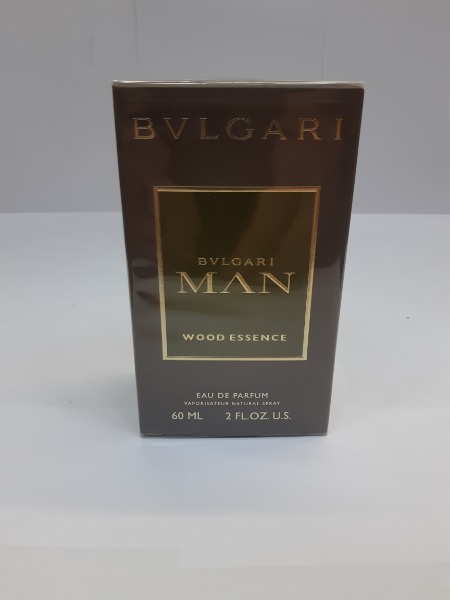 BVLGARI
BVLGARI
MAN
WOOD ESSENCE
EAU DE PARFUM
VAPORISATEUR NATURAL SPRAY
60 ML 2 FL.OZ. U.S.